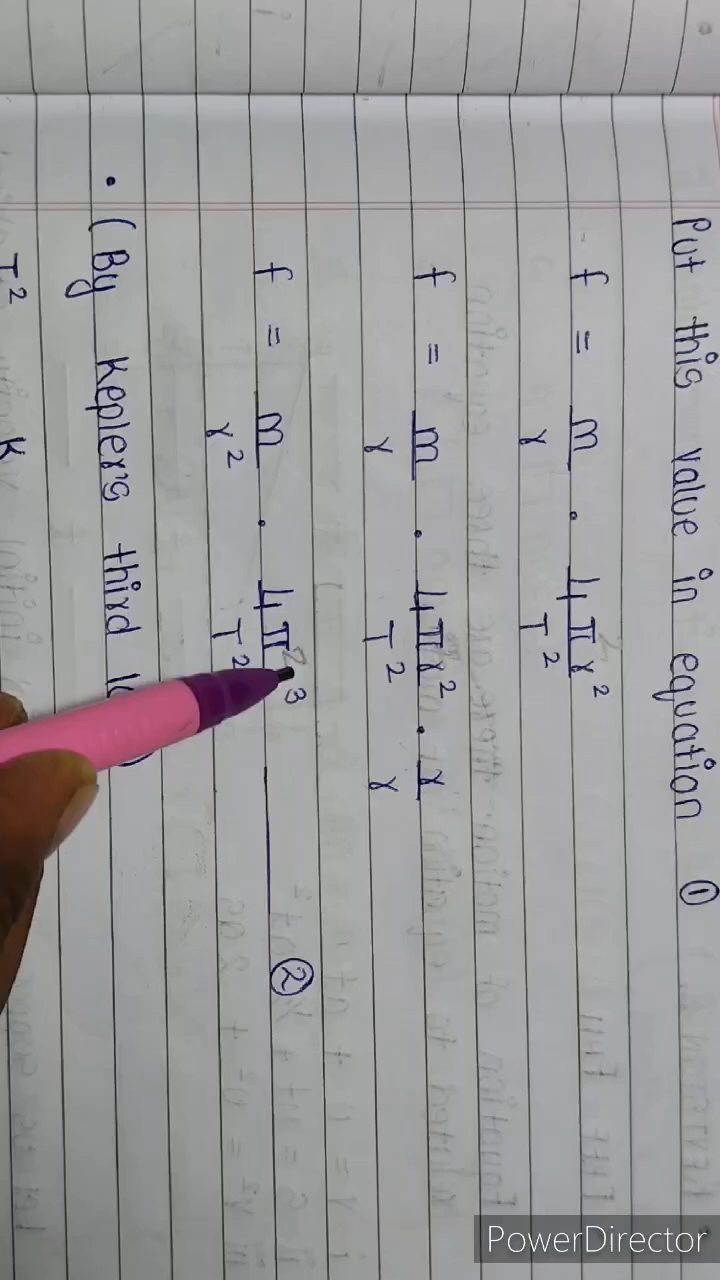 Put this value in equation ①
f = m/r . 4π²r²/T²
f = m/r . 4π²r²/T² . r/r
f = m/r² . 4π²r³/T² — ②
• (By Kepler's third
T² K
PowerDirector